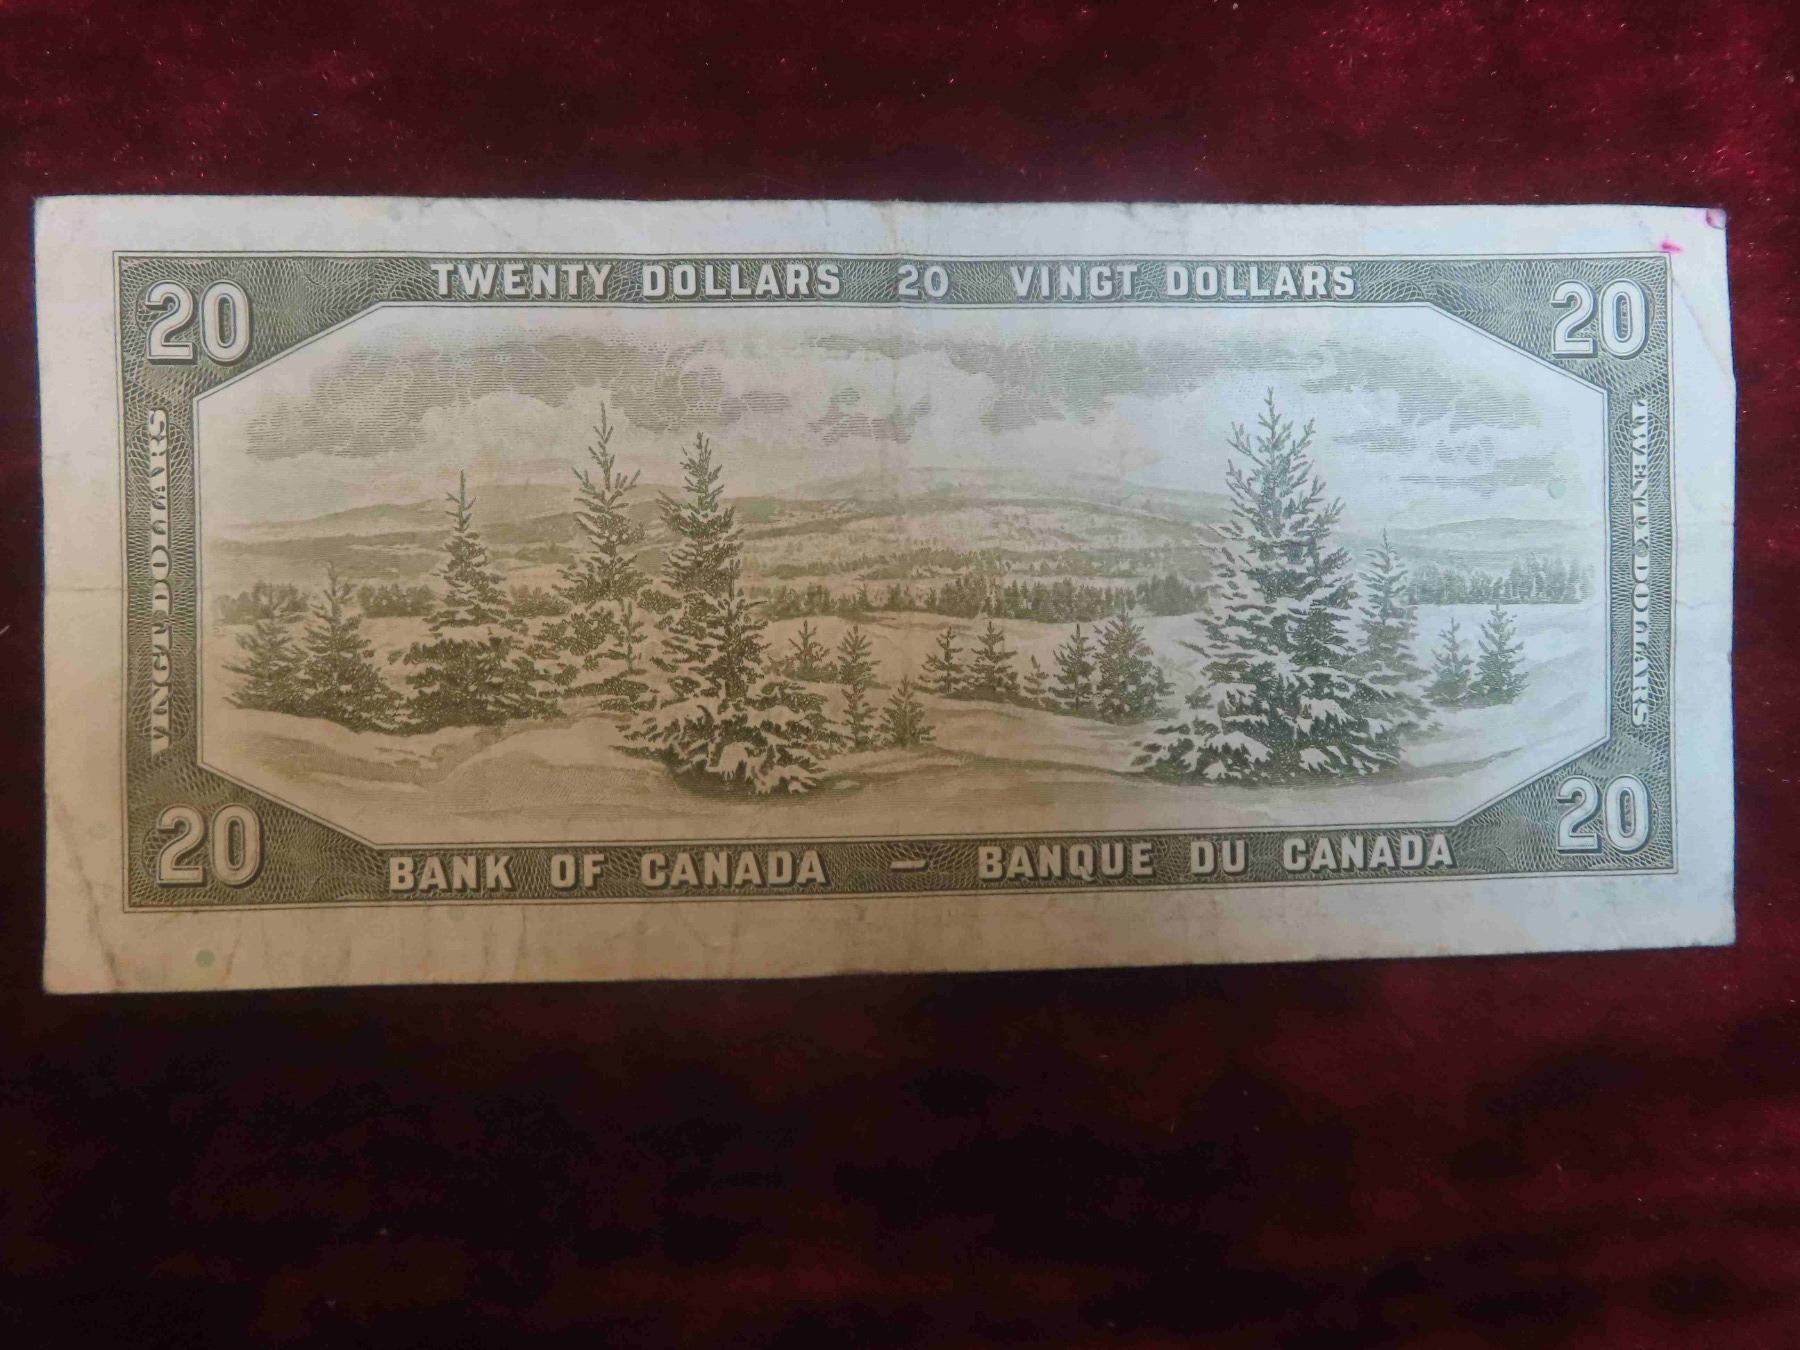 TWENTY DOLLARS 20 VINGT DOLLARS
20
20
VINGT DOLLARS
TWENTY DOLLARS
20
20
BANK OF CANADA – BANQUE DU CANADA